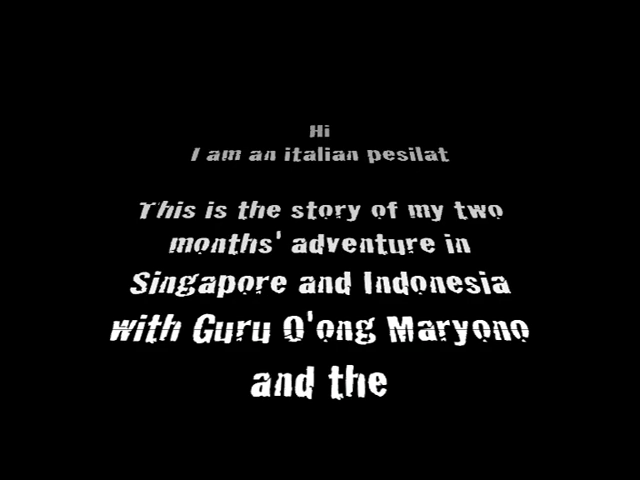 Hi
I am an italian pesilat
This is the story of my two
months' adventure in
Singapore and Indonesia
with Guru O'ong Maryono
and the